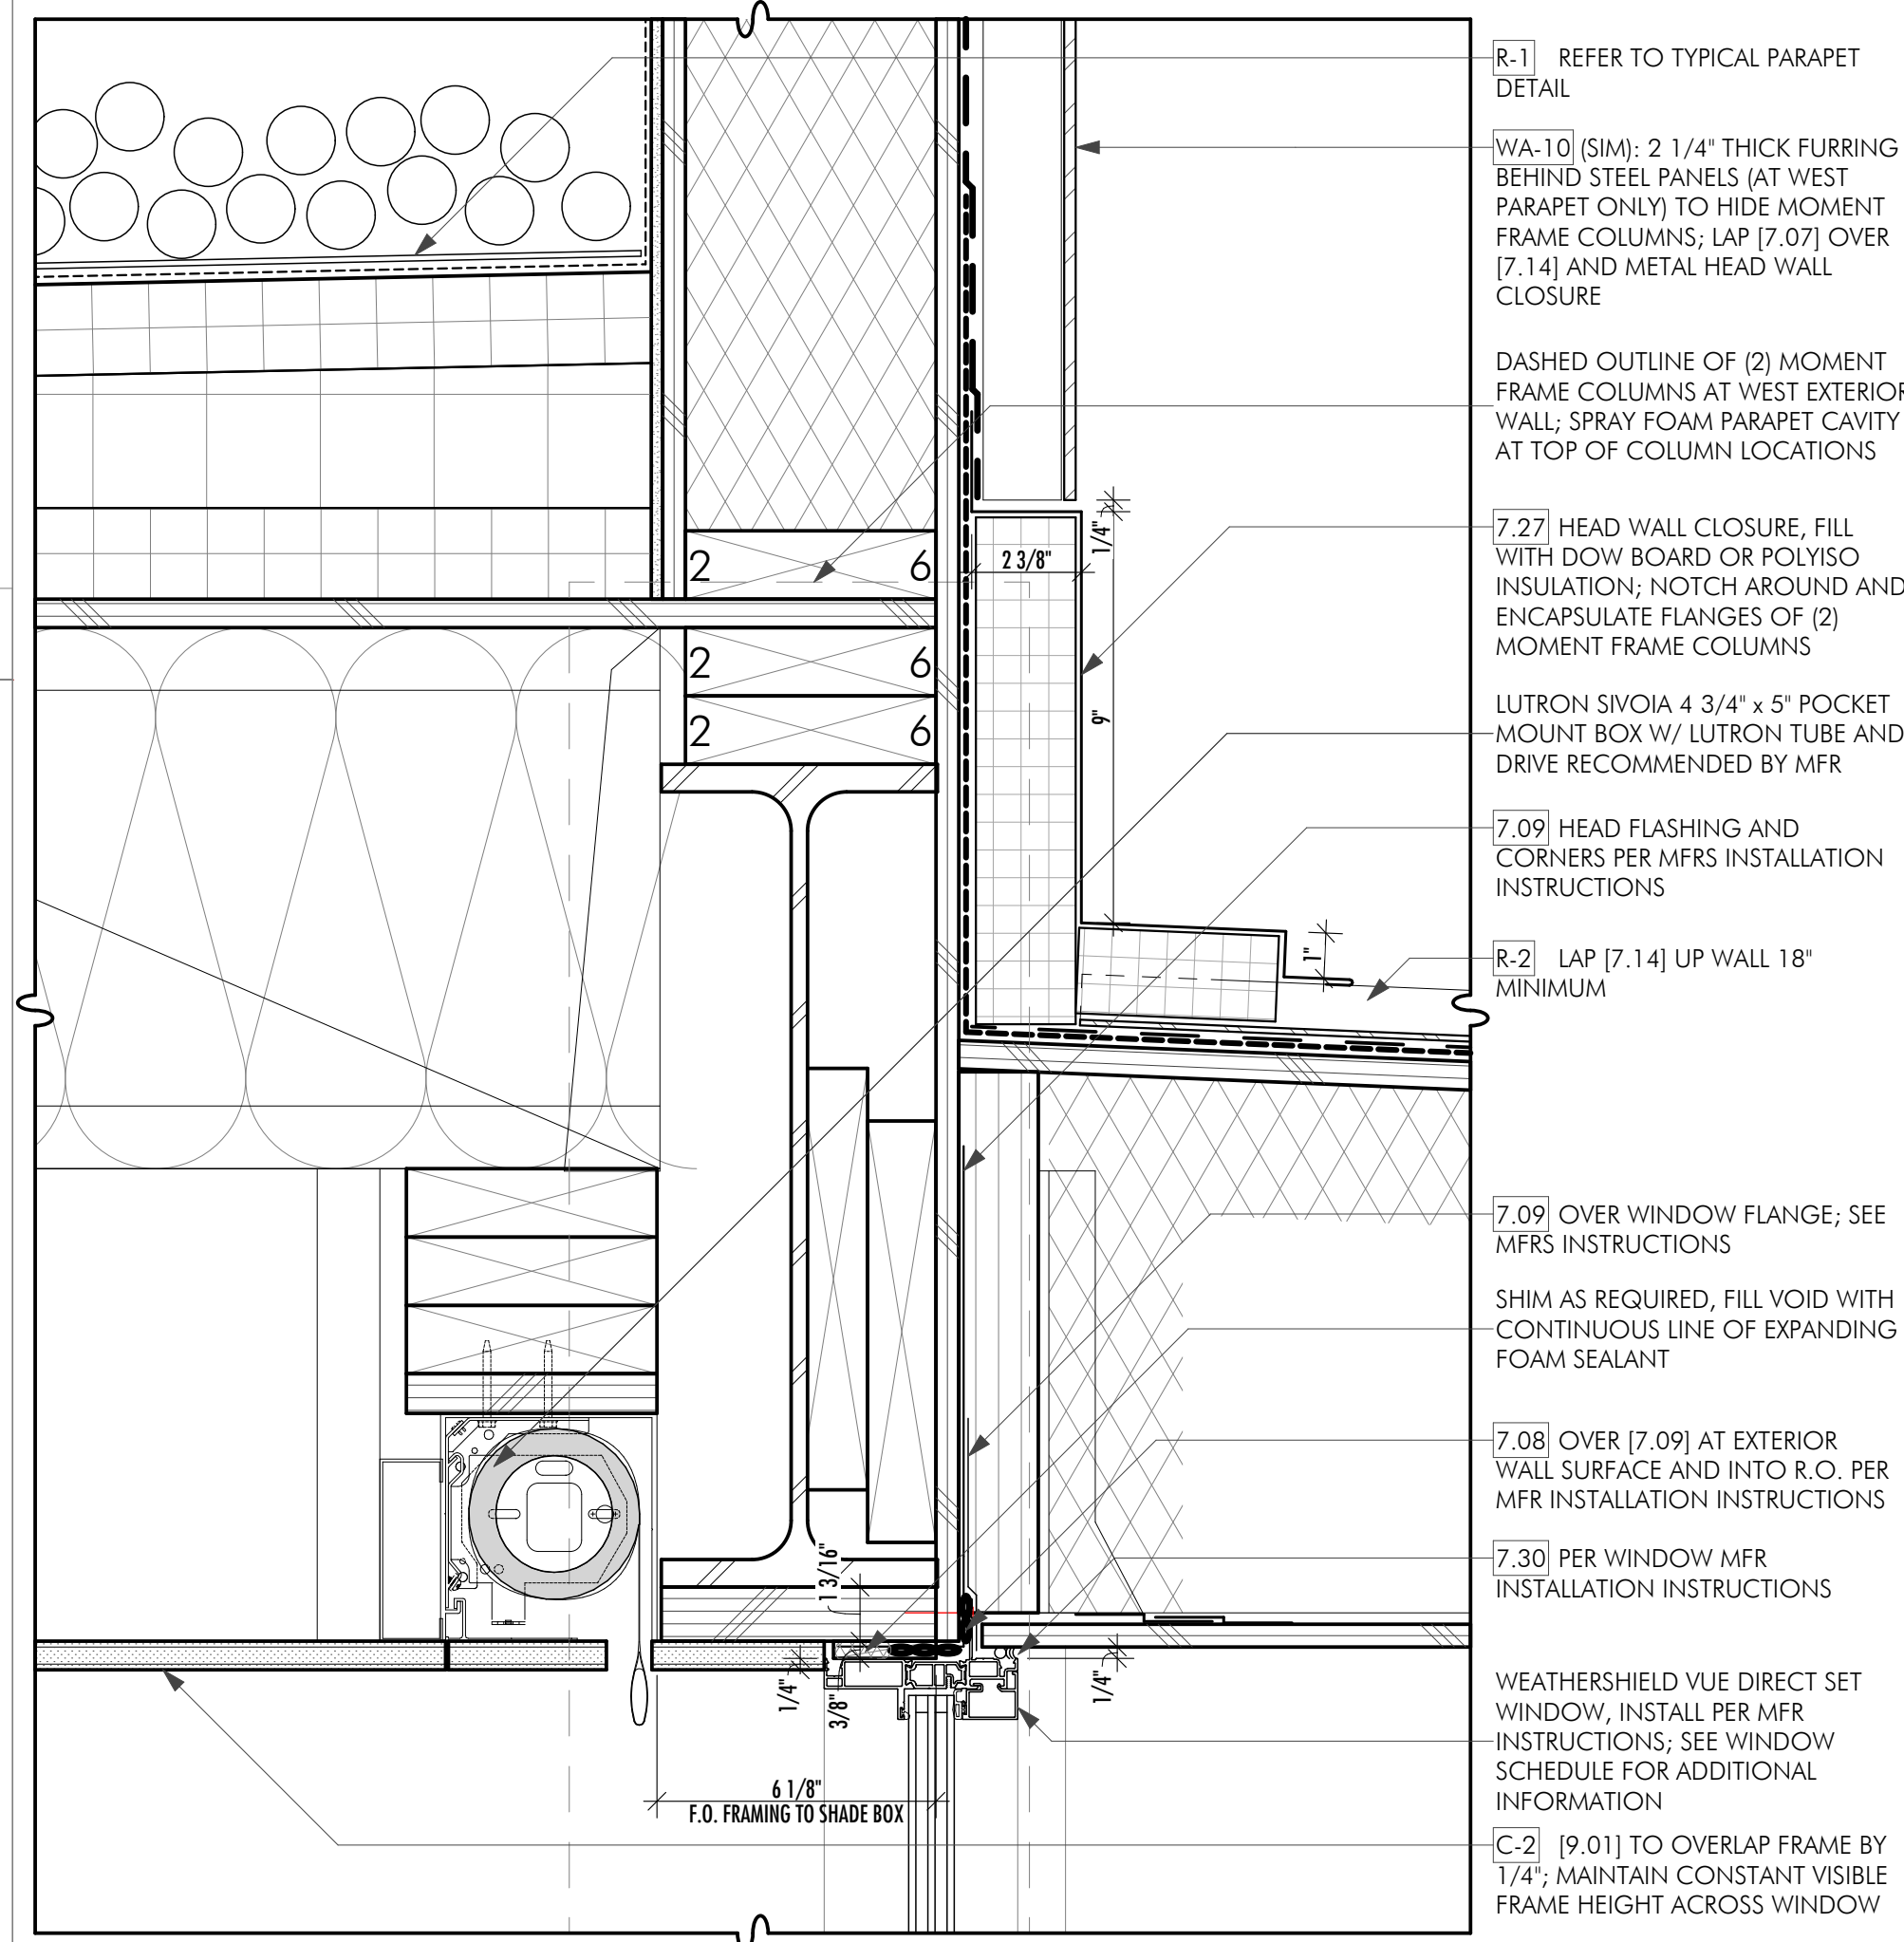 R-1 REFER TO TYPICAL PARAPET
DETAIL
WA-10 (SIM): 2 1/4" THICK FURRING
BEHIND STEEL PANELS (AT WEST
PARAPET ONLY) TO HIDE MOMENT
FRAME COLUMNS; LAP [7.07] OVER
[7.14] AND METAL HEAD WALL
CLOSURE
DASHED OUTLINE OF (2) MOMENT
FRAME COLUMNS AT WEST EXTERIOR
WALL; SPRAY FOAM PARAPET CAVITY
AT TOP OF COLUMN LOCATIONS
7.27 HEAD WALL CLOSURE, FILL
WITH DOW BOARD OR POLYISO
INSULATION; NOTCH AROUND AND
ENCAPSULATE FLANGES OF (2)
MOMENT FRAME COLUMNS
LUTRON SIVOIA 4 3/4" x 5" POCKET
MOUNT BOX W/ LUTRON TUBE AND
DRIVE RECOMMENDED BY MFR
7.09 HEAD FLASHING AND
CORNERS PER MFRS INSTALLATION
INSTRUCTIONS
R-2 LAP [7.14] UP WALL 18"
MINIMUM
7.09 OVER WINDOW FLANGE; SEE
MFRS INSTRUCTIONS
SHIM AS REQUIRED, FILL VOID WITH
CONTINUOUS LINE OF EXPANDING
FOAM SEALANT
7.08 OVER [7.09] AT EXTERIOR
WALL SURFACE AND INTO R.O. PER
MFR INSTALLATION INSTRUCTIONS
7.30 PER WINDOW MFR
INSTALLATION INSTRUCTIONS
WEATHERSHIELD VUE DIRECT SET
WINDOW, INSTALL PER MFR
INSTRUCTIONS; SEE WINDOW
SCHEDULE FOR ADDITIONAL
INFORMATION
C-2 [9.01] TO OVERLAP FRAME BY
1/4"; MAINTAIN CONSTANT VISIBLE
FRAME HEIGHT ACROSS WINDOW
2 6
2 6
2 6
2 3/8"
1/4"
9"
1"
1 3/16"
1/4"
3/8"
1/4"
6 1/8"
F.O. FRAMING TO SHADE BOX